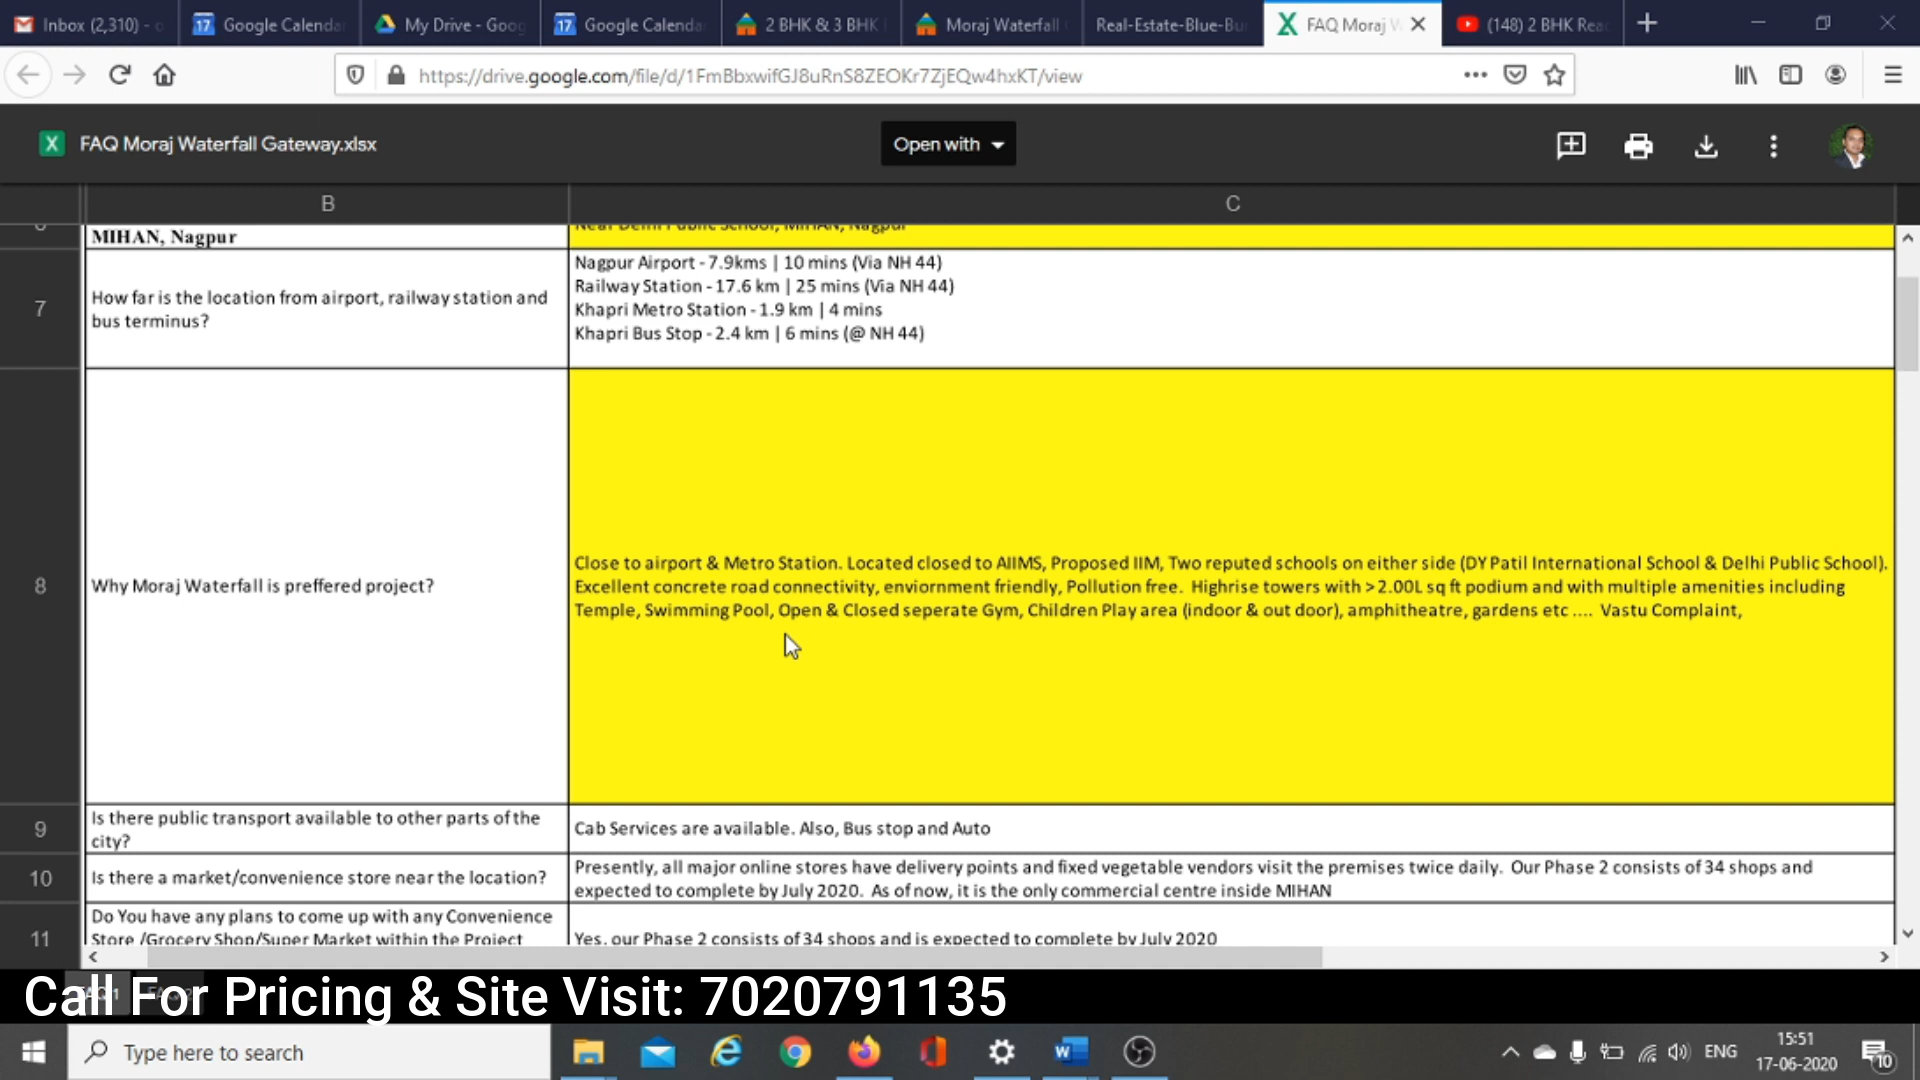 Inbox (2,310) - o
17 Google Calenda
My Drive - Goog
17 Google Calenda
2 BHK & 3 BHK
Moraj Waterfall
Real-Estate-Blue-Bu
FAQ Moraj W
(148) 2 BHK Rea
https://drive.google.com/file/d/1FmBbxwifGJ8uRnS8ZEOKr7ZjEQw4hxKT/view
X FAQ Moraj Waterfall Gateway.xlsx
Open with
B C
MIHAN, Nagpur
Near Delhi Public School, MIHAN, Nagpur
7
How far is the location from airport, railway station and
bus terminus?
Nagpur Airport - 7.9kms | 10 mins (Via NH 44)
Railway Station - 17.6 km | 25 mins (Via NH 44)
Khapri Metro Station - 1.9 km | 4 mins
Khapri Bus Stop - 2.4 km | 6 mins (@ NH 44)
8
Why Moraj Waterfall is preffered project?
Close to airport & Metro Station. Located closed to AIIMS, Proposed IIM, Two reputed schools on either side (DY Patil International School & Delhi Public School).
Excellent concrete road connectivity, enviornment friendly, Pollution free. Highrise towers with >2.00L sq ft podium and with multiple amenities including
Temple, Swimming Pool, Open & Closed seperate Gym, Children Play area (indoor & out door), amphitheatre, gardens etc .... Vastu Complaint,
9
Is there public transport available to other parts of the
city?
Cab Services are available. Also, Bus stop and Auto
10
Is there a market/convenience store near the location?
Presently, all major online stores have delivery points and fixed vegetable vendors visit the premises twice daily. Our Phase 2 consists of 34 shops and
expected to complete by July 2020. As of now, it is the only commercial centre inside MIHAN
11
Do You have any plans to come up with any Convenience
Store /Grocery Shop/Super Market within the Project
Yes, our Phase 2 consists of 34 shops and is expected to complete by July 2020
Call For Pricing & Site Visit: 7020791135
Type here to search
ENG
15:51
17-06-2020
10